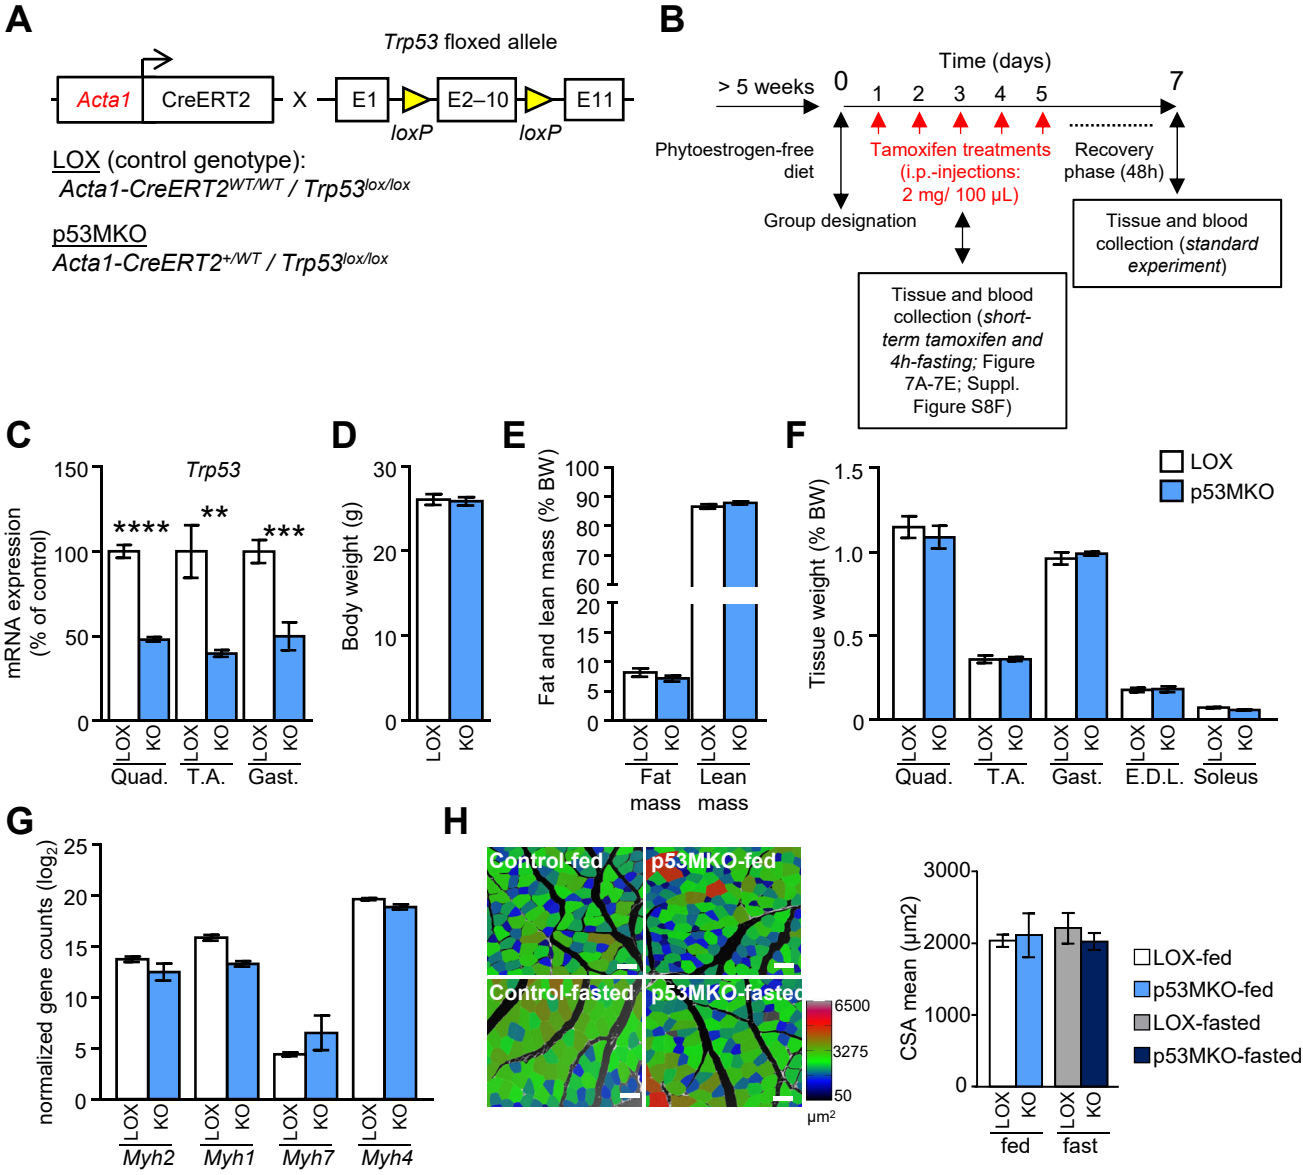 A
Trp53 floxed allele
Acta1
CreERT2
X
E1
E2–10
E11
loxP
loxP
LOX (control genotype):
Acta1-CreERT2WT/WT / Trp53lox/lox
p53MKO
Acta1-CreERT2+/WT / Trp53lox/lox
B
Time (days)
> 5 weeks
0
1
2
3
4
5
7
Phytoestrogen-free
diet
Tamoxifen treatments
(i.p.-injections:
2 mg/ 100 µL)
Recovery
phase (48h)
Group designation
Tissue and blood
collection (standard
experiment)
Tissue and blood
collection (short-
term tamoxifen and
4h-fasting; Figure
7A-7E; Suppl.
Figure S8F)
C
Trp53
mRNA expression
(% of control)
150
100
50
0
****
**
***
LOX
KO
LOX
KO
LOX
KO
Quad.
T.A.
Gast.
D
Body weight (g)
30
20
10
0
LOX
KO
E
Fat and lean mass (% BW)
100
90
80
70
60
20
15
10
5
0
LOX
KO
LOX
KO
Fat
mass
Lean
mass
F
Tissue weight (% BW)
1.5
1.0
0.5
0
LOX
p53MKO
LOX
KO
LOX
KO
LOX
KO
LOX
KO
LOX
KO
Quad.
T.A.
Gast.
E.D.L.
Soleus
G
normalized gene counts (log2)
25
20
15
10
5
0
LOX
KO
LOX
KO
LOX
KO
LOX
KO
Myh2
Myh1
Myh7
Myh4
H
Control-fed
p53MKO-fed
Control-fasted
p53MKO-fasted
6500
3275
50
µm2
CSA mean (µm2)
3000
2000
1000
0
LOX
KO
LOX
KO
fed
fast
LOX-fed
p53MKO-fed
LOX-fasted
p53MKO-fasted